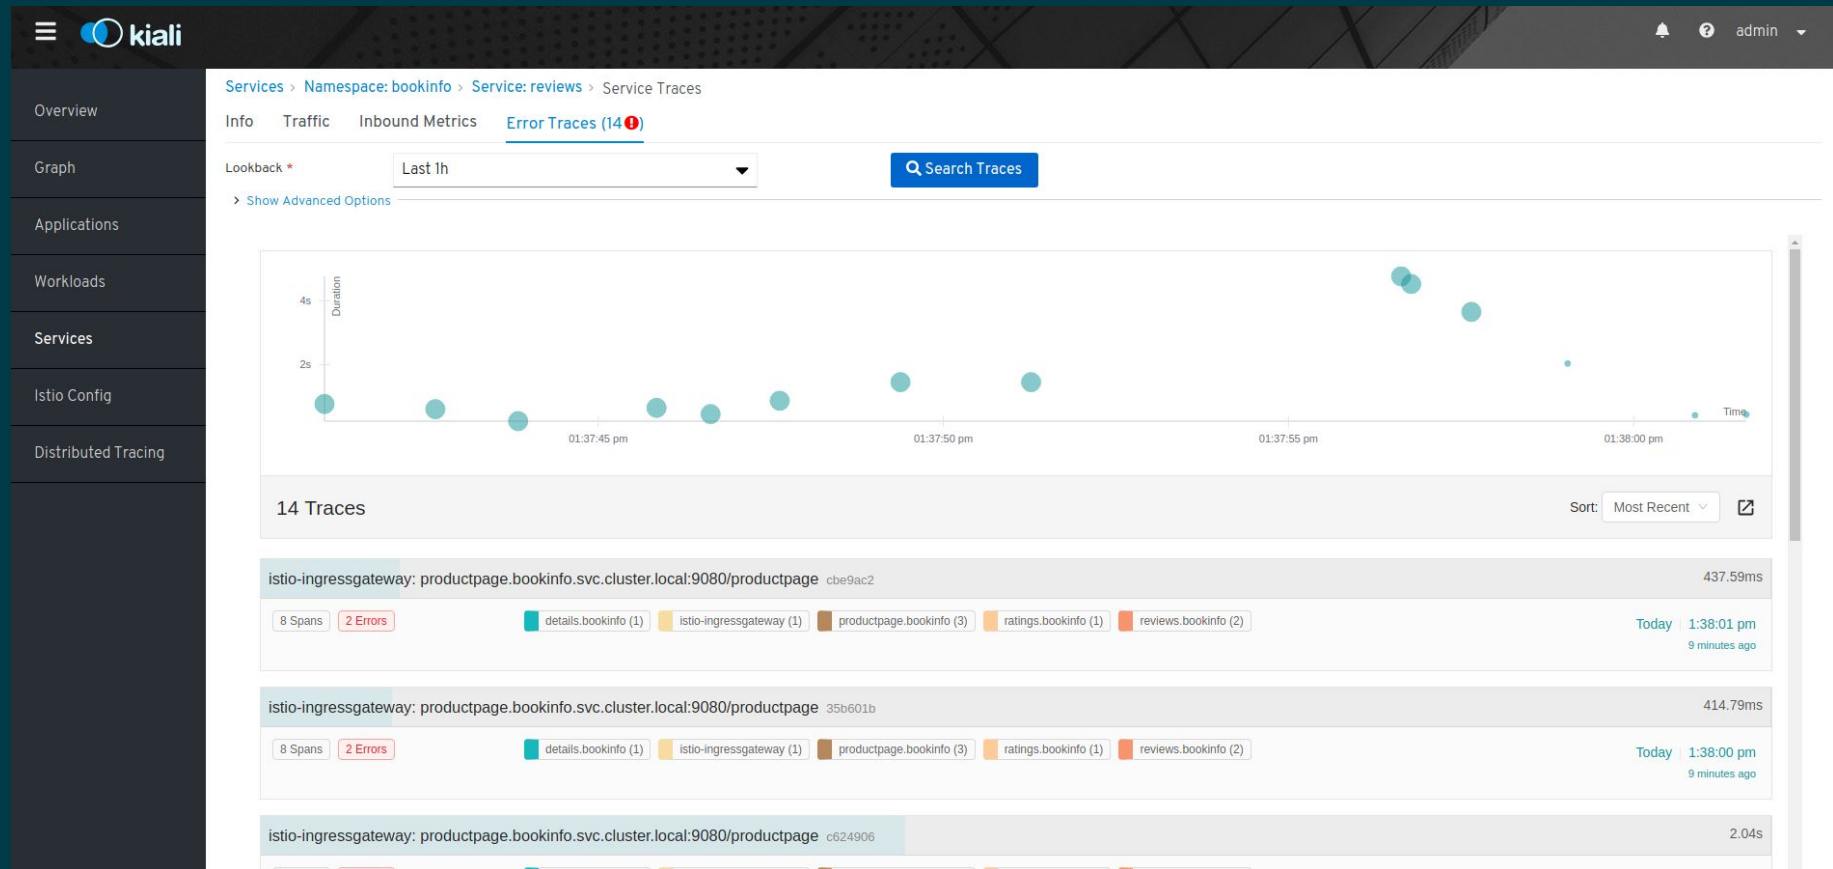 kiali
admin
Overview
Graph
Applications
Workloads
Services
Istio Config
Distributed Tracing
Services > Namespace: bookinfo > Service: reviews > Service Traces
Info Traffic Inbound Metrics Error Traces (14)
Lookback * Last 1h Search Traces
Show Advanced Options
Duration
4s
2s
Time
01:37:45 pm 01:37:50 pm 01:37:55 pm 01:38:00 pm
14 Traces Sort: Most Recent
istio-ingressgateway: productpage.bookinfo.svc.cluster.local:9080/productpage cbe9ac2 437.59ms
8 Spans 2 Errors details.bookinfo (1) istio-ingressgateway (1) productpage.bookinfo (3) ratings.bookinfo (1) reviews.bookinfo (2) Today | 1:38:01 pm
9 minutes ago
istio-ingressgateway: productpage.bookinfo.svc.cluster.local:9080/productpage 35b601b 414.79ms
8 Spans 2 Errors details.bookinfo (1) istio-ingressgateway (1) productpage.bookinfo (3) ratings.bookinfo (1) reviews.bookinfo (2) Today | 1:38:00 pm
9 minutes ago
istio-ingressgateway: productpage.bookinfo.svc.cluster.local:9080/productpage c624906 2.04s